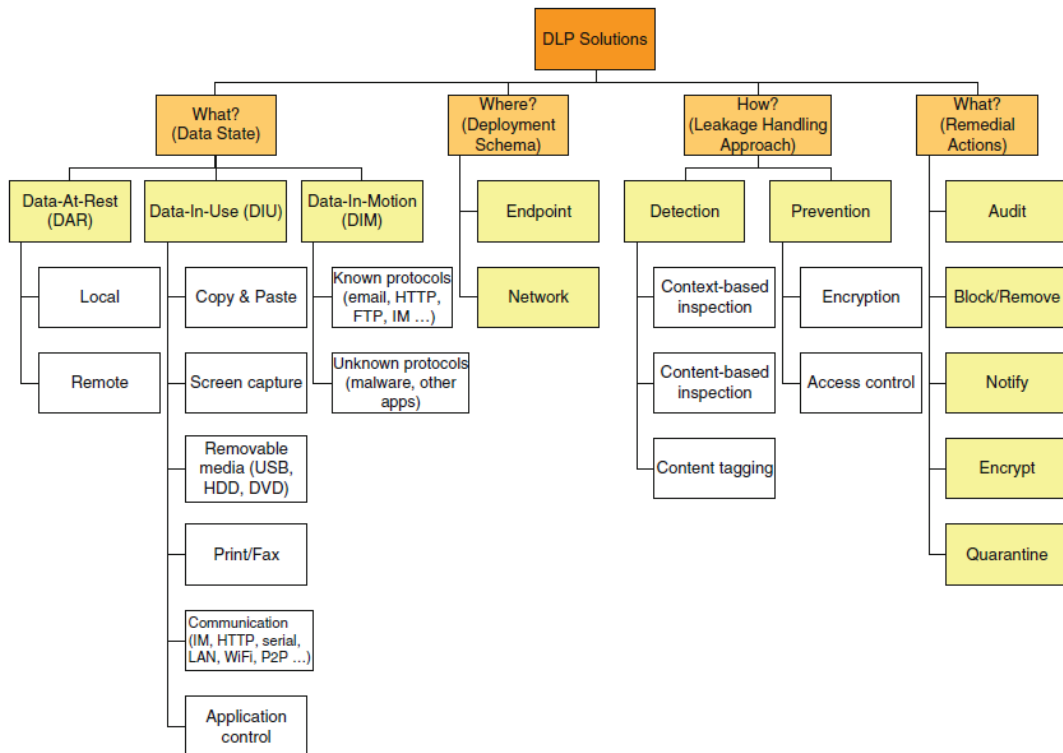 DLP Solutions
What?
(Data State)
Where?
(Deployment
Schema)
How?
(Leakage Handling
Approach)
What?
(Remedial
Actions)
Data-At-Rest
(DAR)
Data-In-Use (DIU)
Data-In-Motion
(DIM)
Endpoint
Detection
Prevention
Audit
Local
Copy & Paste
Known protocols
(email, HTTP,
FTP, IM ...)
Network
Context-based
inspection
Encryption
Block/Remove
Remote
Screen capture
Unknown protocols
(malware, other
apps)
Content-based
inspection
Access control
Notify
Removable
media (USB,
HDD, DVD)
Content tagging
Encrypt
Print/Fax
Quarantine
Communication
(IM, HTTP, serial,
LAN, WiFi, P2P ...)
Application
control